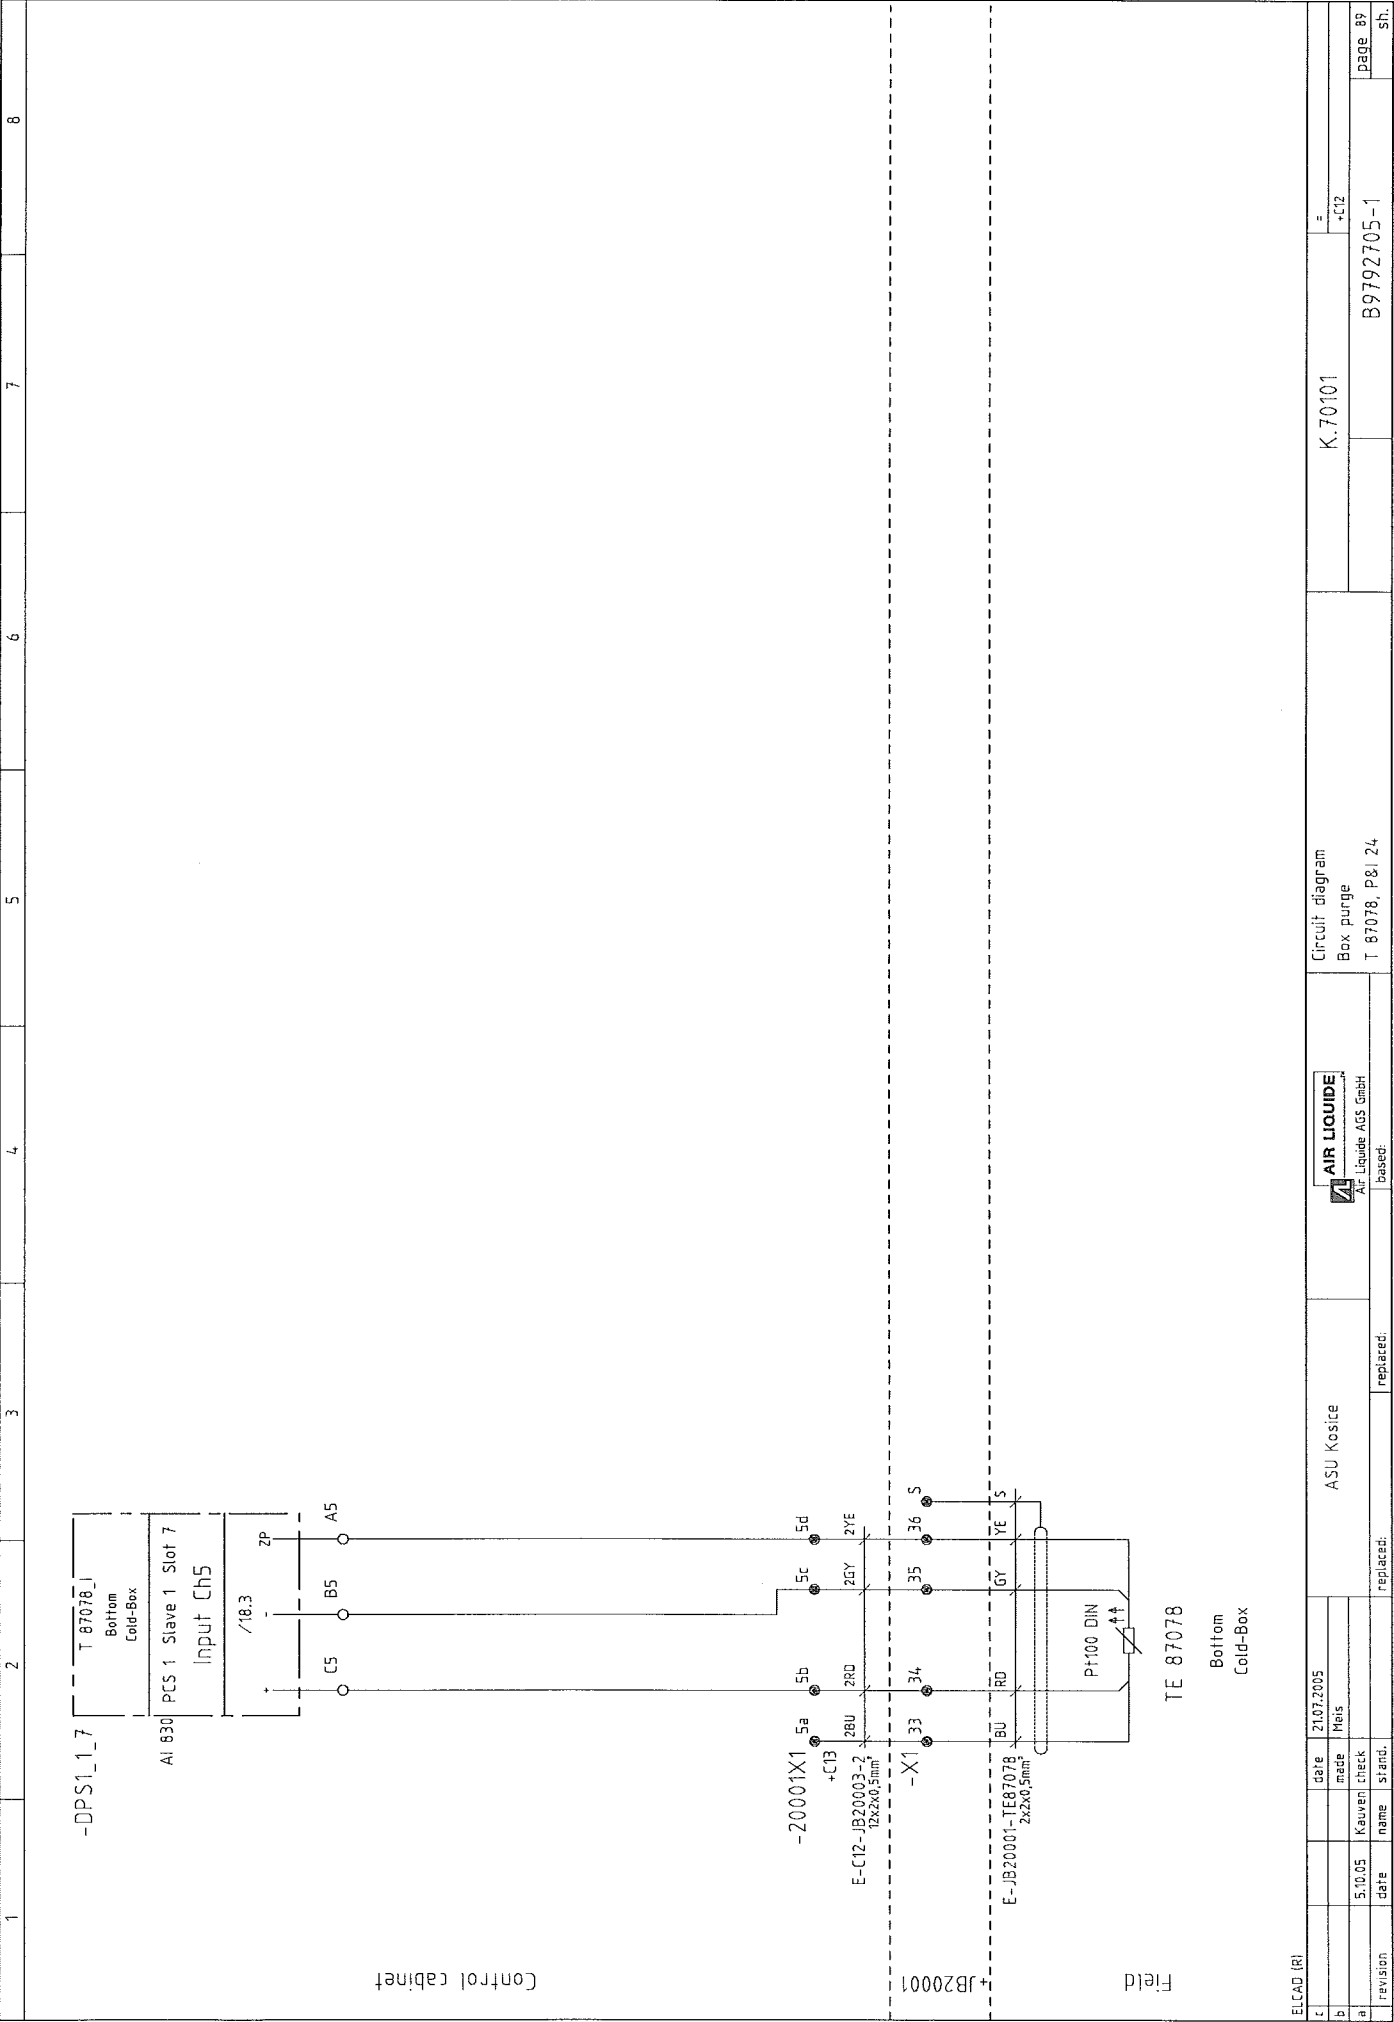 1 2 3 4 5 6 7 8
-DPS1_1_7
T 87078_I
Bottom
Cold-Box
AI 830
PCS 1 Slave 1 Slot 7
Input Ch5
/18.3
+ - ZP
C5 B5 A5
Control cabinet
-20001X1
5a 5b 5c 5d
+C13
2BU 2RD 2GY 2YE
E-C12-JB20003-2
12x2x0,5mm²
+JB20001
-X1
33 34 35 36 S
BU RD GY YE S
E-JB20001-TE87078
2x2x0,5mm²
Field
Pt100 DIN
TE 87078
Bottom
Cold-Box
ELCAD (R)
c
b
a 5.10.05 Kauven
revision date name stand.
date 21.07.2005
made Meis
check
ASU Kosice
replaced: replaced: based:
AIR LIQUIDE
Air Liquide AGS GmbH
Circuit diagram
Box purge
T 87078, P&I 24
K.70101
=
+C12
B9792705-1
page 89
sh.